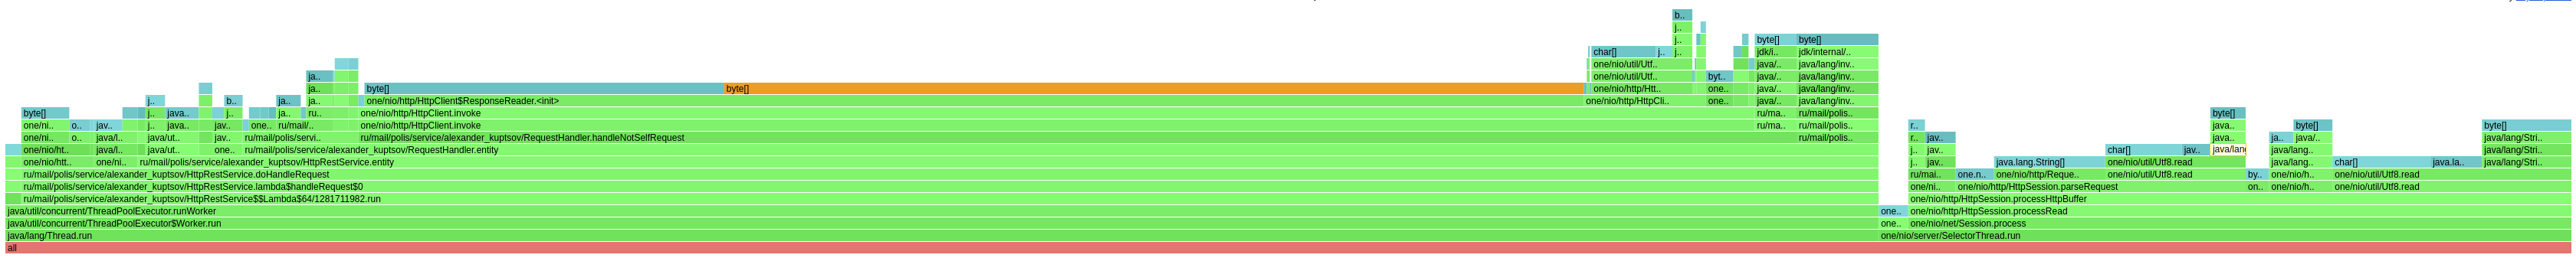 b..
j..
j.. byte[] byte[]
char[] j.. j.. jdk/i.. jdk/internal/..
one/nio/util/Utf.. java/.. java/lang/inv..
ja.. one/nio/util/Utf.. byt.. java/.. java/lang/inv..
ja.. byte[] byte[] one/nio/http/Htt.. one.. java/.. java/lang/inv..
j.. b.. ja.. ja.. one/nio/http/HttpClient$ResponseReader.<init> one/nio/http/HttpCli.. one.. java/.. java/lang/inv..
byte[] j.. java.. j.. ja.. ru.. one/nio/http/HttpClient.invoke ru/ma.. ru/mail/polis.. byte[]
one/ni.. o.. jav.. j.. java.. jav.. one.. ru/mail/.. one/nio/http/HttpClient.invoke ru/ma.. ru/mail/polis.. r.. java.. byte[] byte[]
one/ni.. o.. java/l.. java/ut.. jav.. ru/mail/polis/servi.. ru/mail/polis/service/alexander_kuptsov/RequestHandler.handleNotSelfRequest ru/mail/polis.. r.. jav.. java.. ja.. java/.. java/lang/Stri..
one/nio/ht.. java/l.. java/ut.. one.. ru/mail/polis/service/alexander_kuptsov/RequestHandler.entity j.. jav.. char[] jav.. java/lang java/lang.. java/lang/Stri..
one/nio/htt.. one/ni.. ru/mail/polis/service/alexander_kuptsov/HttpRestService.entity j.. jav.. java.lang.String[] one/nio/util/Utf8.read java/lang.. char[] java.la.. java/lang/Stri..
ru/mail/polis/service/alexander_kuptsov/HttpRestService.doHandleRequest ru/mai.. one.n.. one/nio/http/Reque.. one/nio/util/Utf8.read by.. one/nio/h.. one/nio/util/Utf8.read
ru/mail/polis/service/alexander_kuptsov/HttpRestService.lambda$handleRequest$0 one/ni.. one/nio/http/HttpSession.parseRequest on.. one/nio/h.. one/nio/util/Utf8.read
ru/mail/polis/service/alexander_kuptsov/HttpRestService$$Lambda$64/1281711982.run one/nio/http/HttpSession.processHttpBuffer
java/util/concurrent/ThreadPoolExecutor.runWorker one.. one/nio/http/HttpSession.processRead
java/util/concurrent/ThreadPoolExecutor$Worker.run one.. one/nio/net/Session.process
java/lang/Thread.run one/nio/server/SelectorThread.run
all